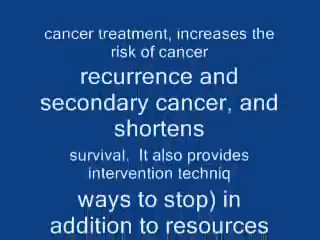 cancer treatment, increases the
risk of cancer
recurrence and
secondary cancer, and
shortens
survival.  It also provides
intervention techniq
ways to stop) in
addition to resources